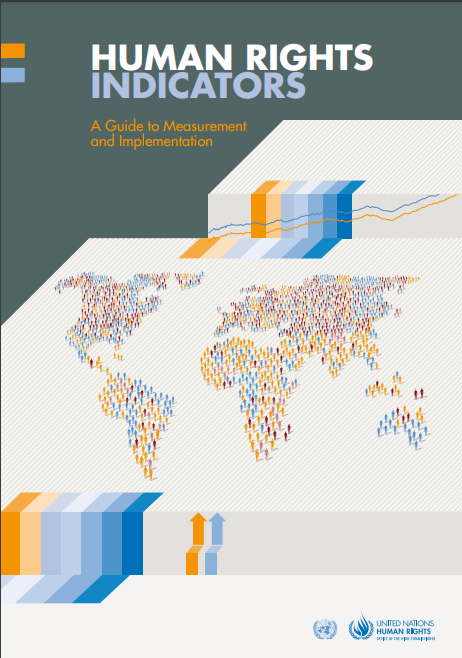 HUMAN RIGHTS
INDICATORS
A Guide to Measurement
and Implementation
UNITED NATIONS
HUMAN RIGHTS
OFFICE OF THE HIGH COMMISSIONER